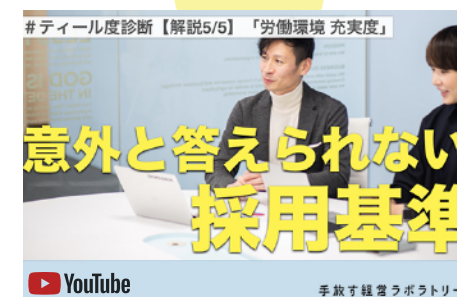 #ティール度診断【解説5/5】「労働環境 充実度」
意外と答えられない
採用基準
YouTube
手放す経営ラボラトリー